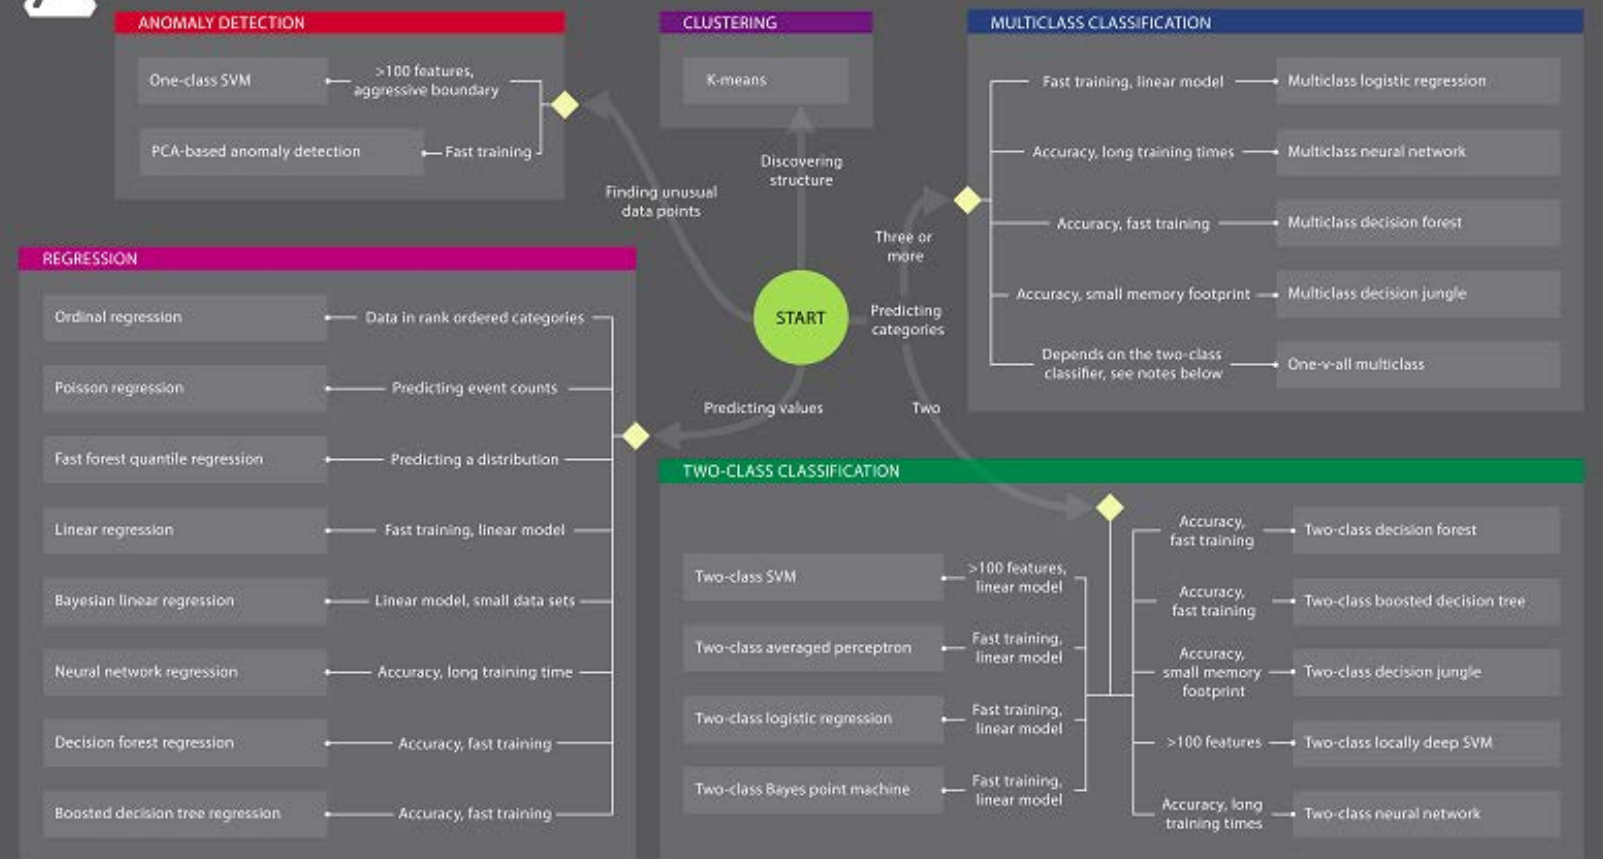 ANOMALY DETECTION
One-class SVM
>100 features,
aggressive boundary
PCA-based anomaly detection
Fast training
CLUSTERING
K-means
MULTICLASS CLASSIFICATION
Fast training, linear model
Multiclass logistic regression
Accuracy, long training times
Multiclass neural network
Accuracy, fast training
Multiclass decision forest
Accuracy, small memory footprint
Multiclass decision jungle
Depends on the two-class
classifier, see notes below
One-v-all multiclass
Finding unusual
data points
Discovering
structure
Three or
more
START
Predicting
categories
Predicting values
Two
REGRESSION
Ordinal regression
Data in rank ordered categories
Poisson regression
Predicting event counts
Fast forest quantile regression
Predicting a distribution
Linear regression
Fast training, linear model
Bayesian linear regression
Linear model, small data sets
Neural network regression
Accuracy, long training time
Decision forest regression
Accuracy, fast training
Boosted decision tree regression
Accuracy, fast training
TWO-CLASS CLASSIFICATION
Two-class SVM
>100 features,
linear model
Two-class averaged perceptron
Fast training,
linear model
Two-class logistic regression
Fast training,
linear model
Two-class Bayes point machine
Fast training,
linear model
Accuracy,
fast training
Two-class decision forest
Accuracy,
fast training
Two-class boosted decision tree
Accuracy,
small memory
footprint
Two-class decision jungle
>100 features
Two-class locally deep SVM
Accuracy, long
training times
Two-class neural network